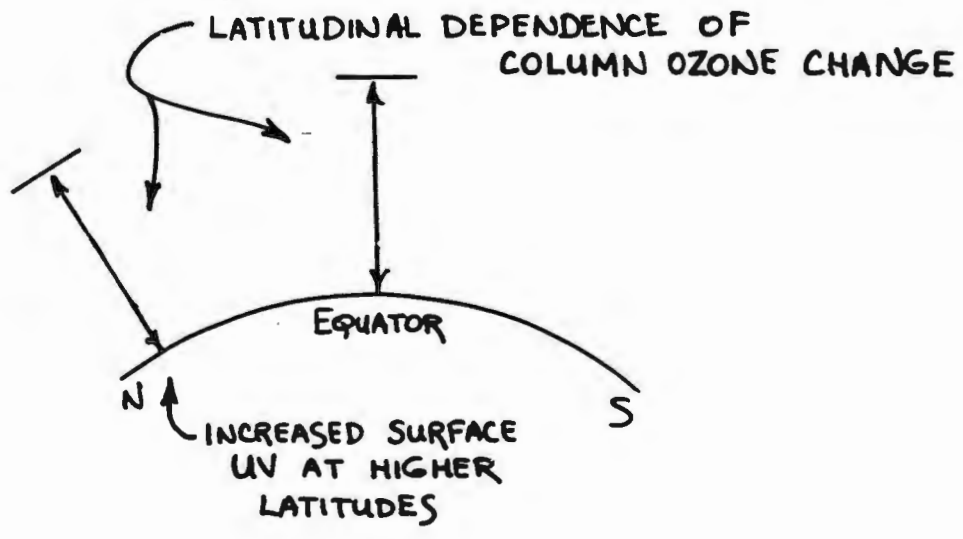 LATITUDINAL DEPENDENCE OF
COLUMN OZONE CHANGE
EQUATOR
N
S
INCREASED SURFACE
UV AT HIGHER
LATITUDES